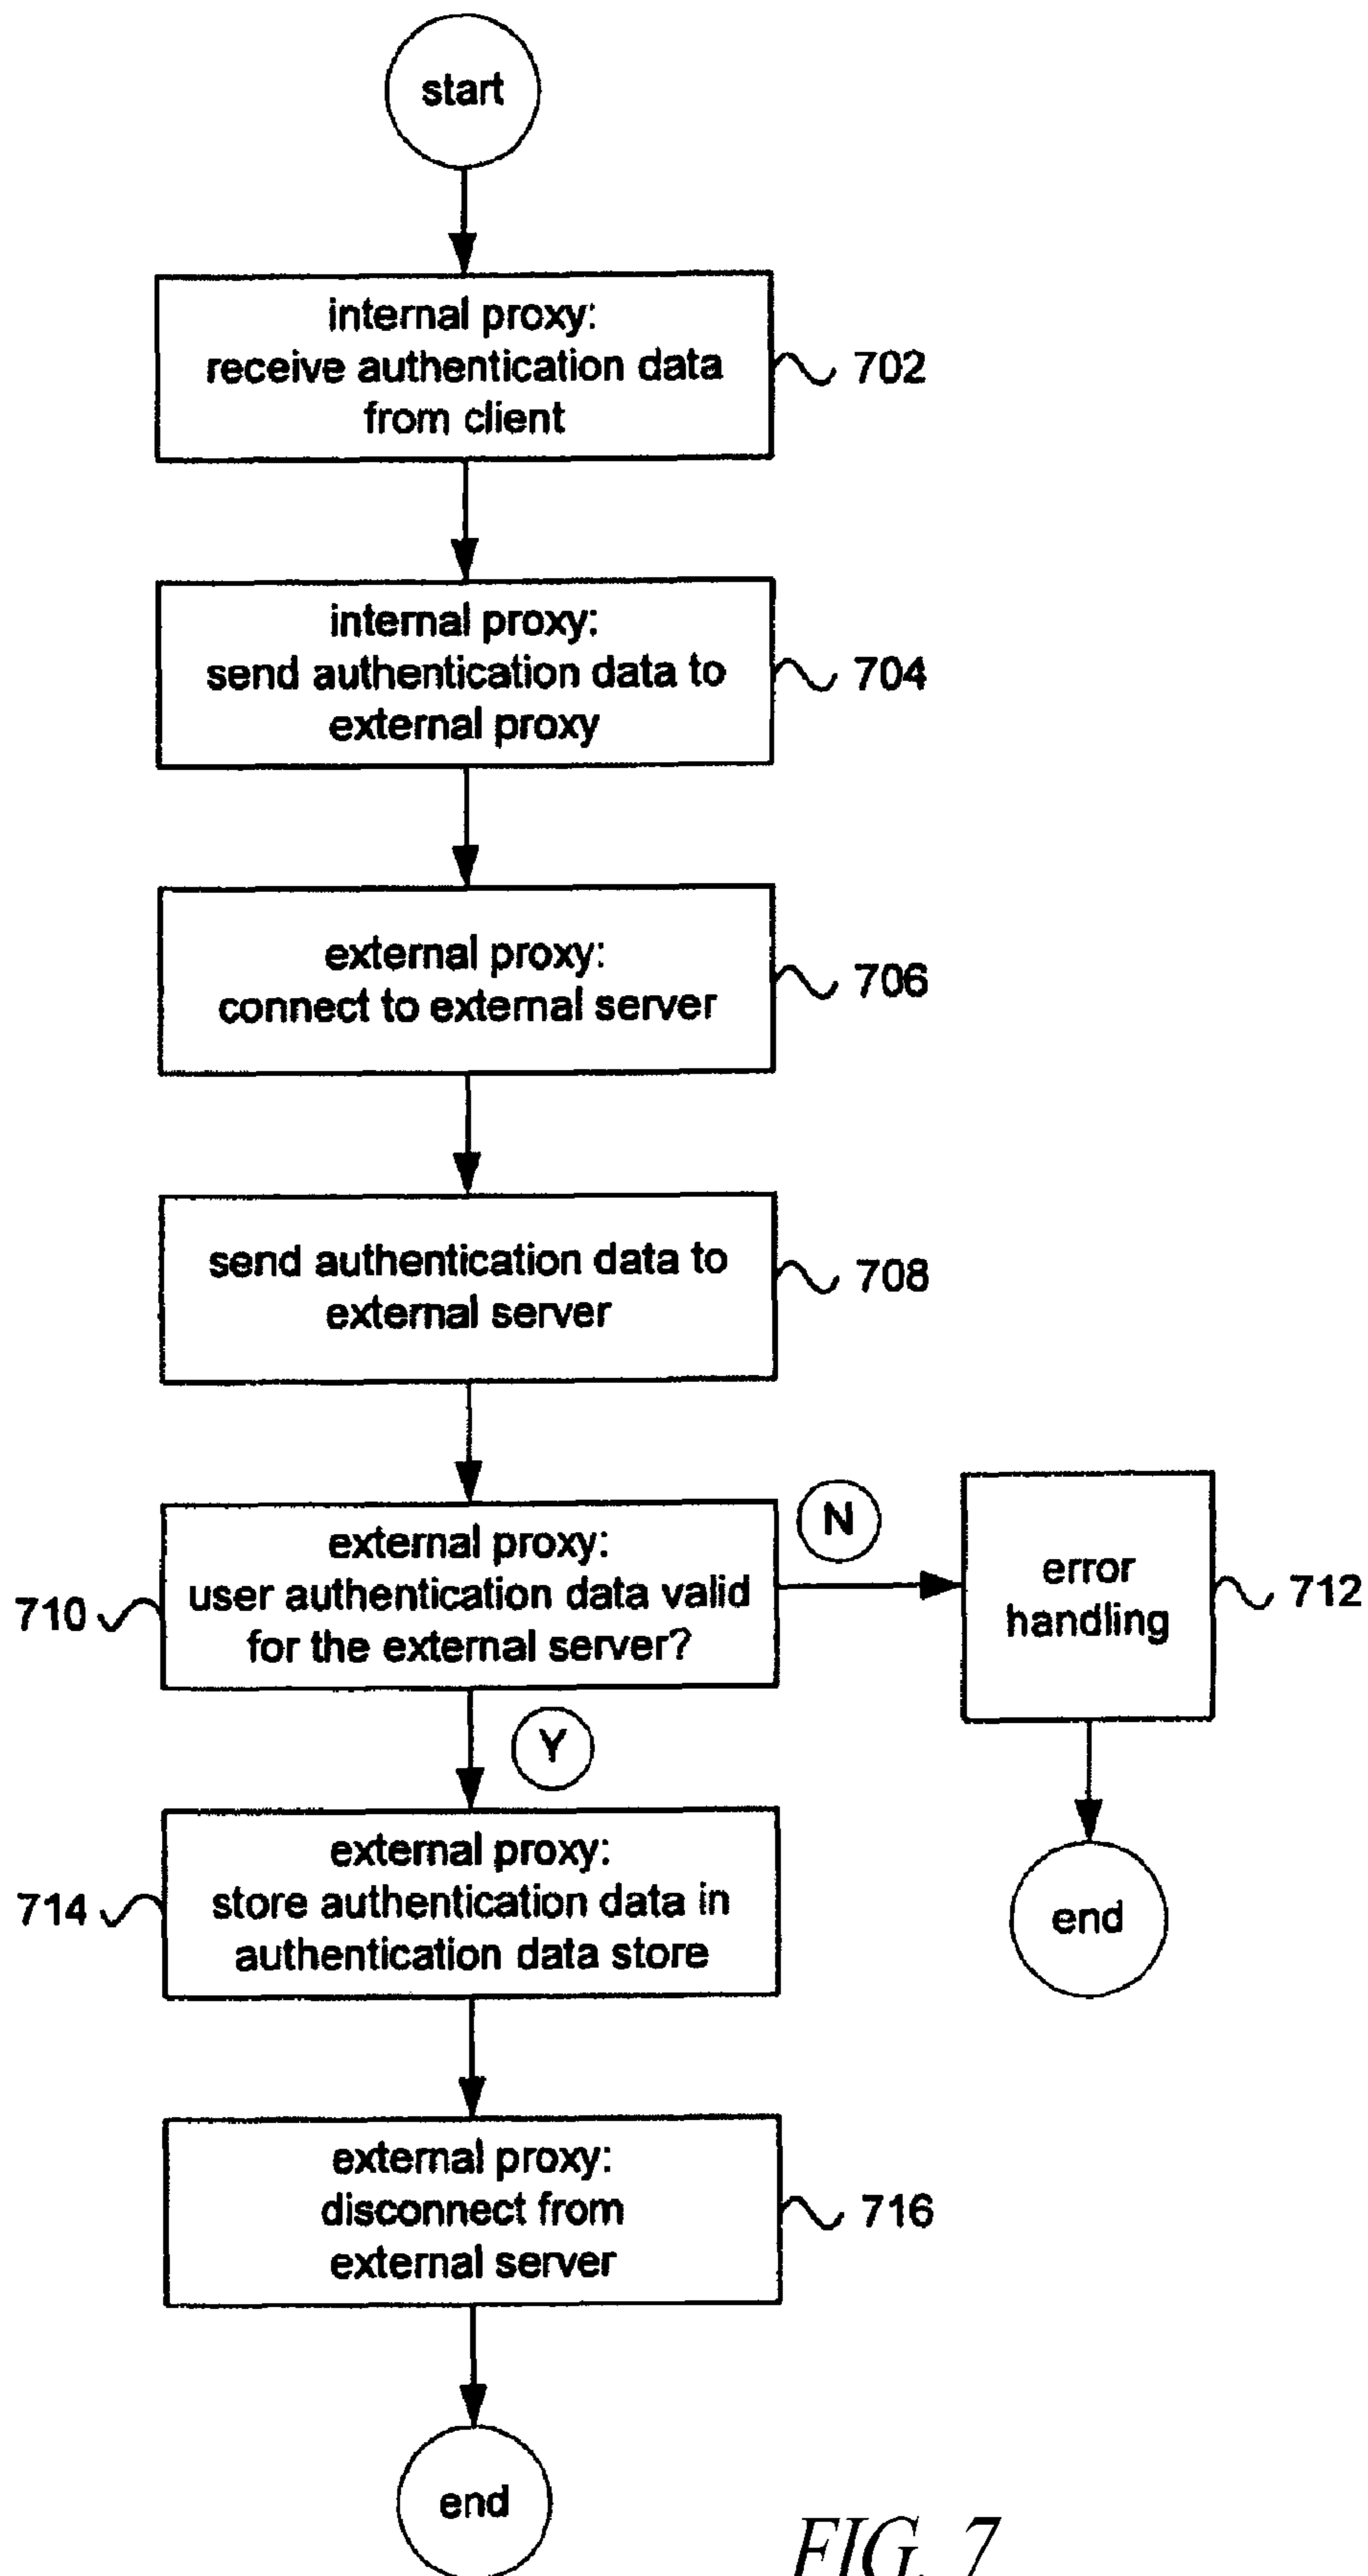 start
internal proxy:
receive authentication data
from client
702
internal proxy:
send authentication data to
external proxy
704
external proxy:
connect to external server
706
send authentication data to
external server
708
external proxy:
user authentication data valid
for the external server?
710
N
error
handling
712
Y
end
external proxy:
store authentication data in
authentication data store
714
external proxy:
disconnect from
external server
716
end
FIG. 7